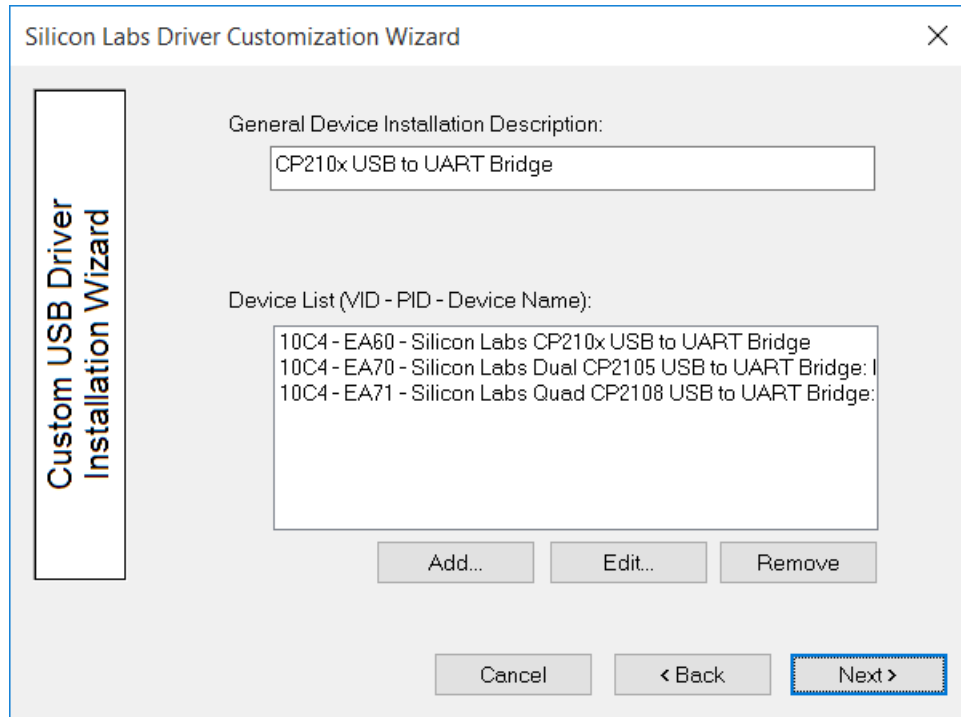 Silicon Labs Driver Customization Wizard
Custom USB Driver
Installation Wizard
General Device Installation Description:
CP210x USB to UART Bridge
Device List (VID - PID - Device Name):
10C4 - EA60 - Silicon Labs CP210x USB to UART Bridge
10C4 - EA70 - Silicon Labs Dual CP2105 USB to UART Bridge:
10C4 - EA71 - Silicon Labs Quad CP2108 USB to UART Bridge:
Add...
Edit...
Remove
Cancel
< Back
Next >